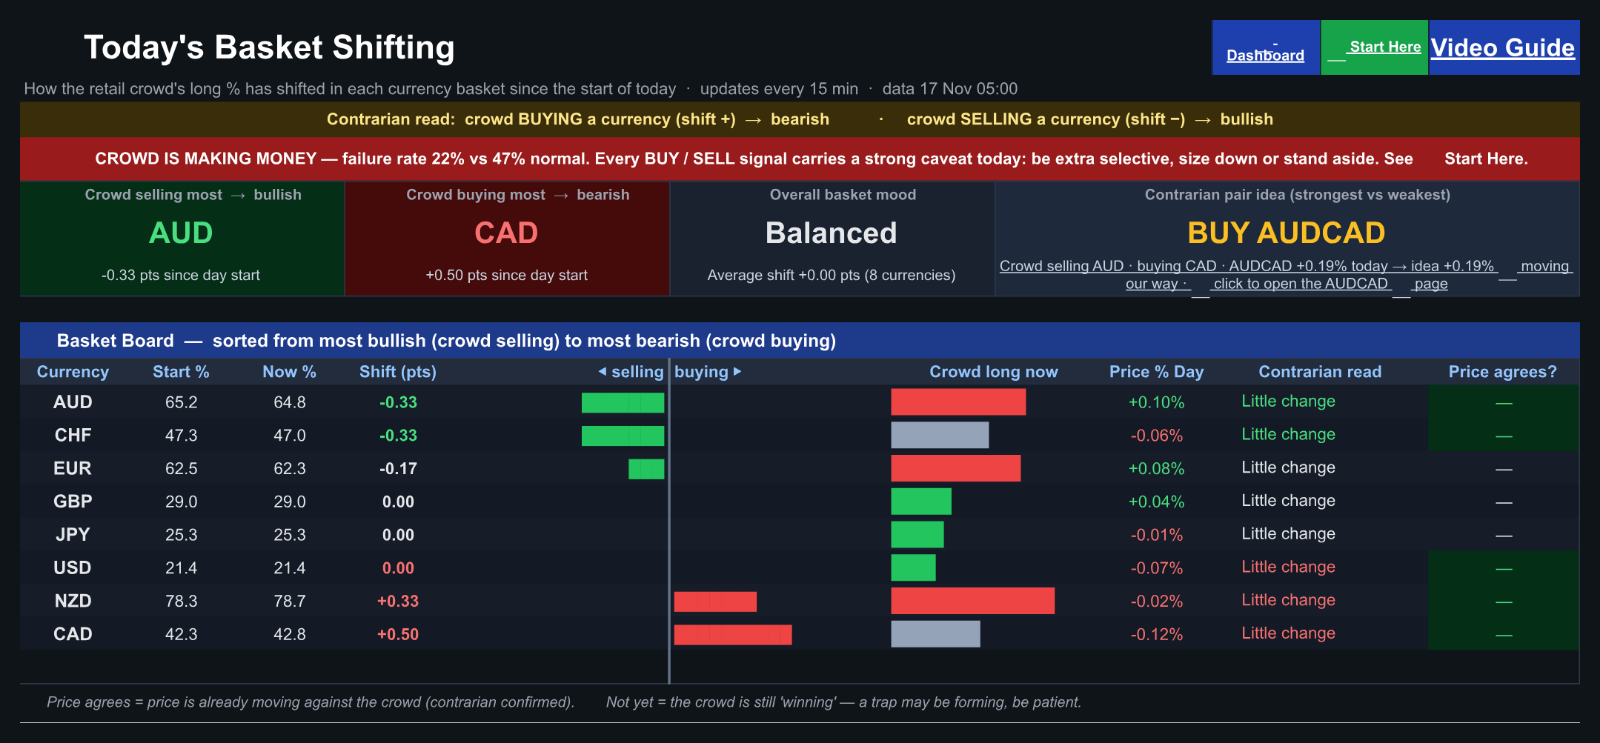 Today's Basket Shifting
Dashboard
Start Here
Video Guide
How the retail crowd's long % has shifted in each currency basket since the start of today · updates every 15 min · data 17 Nov 05:00
Contrarian read: crowd BUYING a currency (shift +) → bearish · crowd SELLING a currency (shift −) → bullish
CROWD IS MAKING MONEY — failure rate 22% vs 47% normal. Every BUY / SELL signal carries a strong caveat today: be extra selective, size down or stand aside. See Start Here.
Crowd selling most → bullish
AUD
-0.33 pts since day start
Crowd buying most → bearish
CAD
+0.50 pts since day start
Overall basket mood
Balanced
Average shift +0.00 pts (8 currencies)
Contrarian pair idea (strongest vs weakest)
BUY AUDCAD
Crowd selling AUD · buying CAD · AUDCAD +0.19% today → idea +0.19% moving
our way · click to open the AUDCAD page
Basket Board — sorted from most bullish (crowd selling) to most bearish (crowd buying)
Currency Start % Now % Shift (pts) ◄ selling buying ► Crowd long now Price % Day Contrarian read Price agrees?
AUD 65.2 64.8 -0.33 +0.10% Little change —
CHF 47.3 47.0 -0.33 -0.06% Little change —
EUR 62.5 62.3 -0.17 +0.08% Little change —
GBP 29.0 29.0 0.00 +0.04% Little change —
JPY 25.3 25.3 0.00 -0.01% Little change —
USD 21.4 21.4 0.00 -0.07% Little change —
NZD 78.3 78.7 +0.33 -0.02% Little change —
CAD 42.3 42.8 +0.50 -0.12% Little change —
Price agrees = price is already moving against the crowd (contrarian confirmed). Not yet = the crowd is still 'winning' — a trap may be forming, be patient.